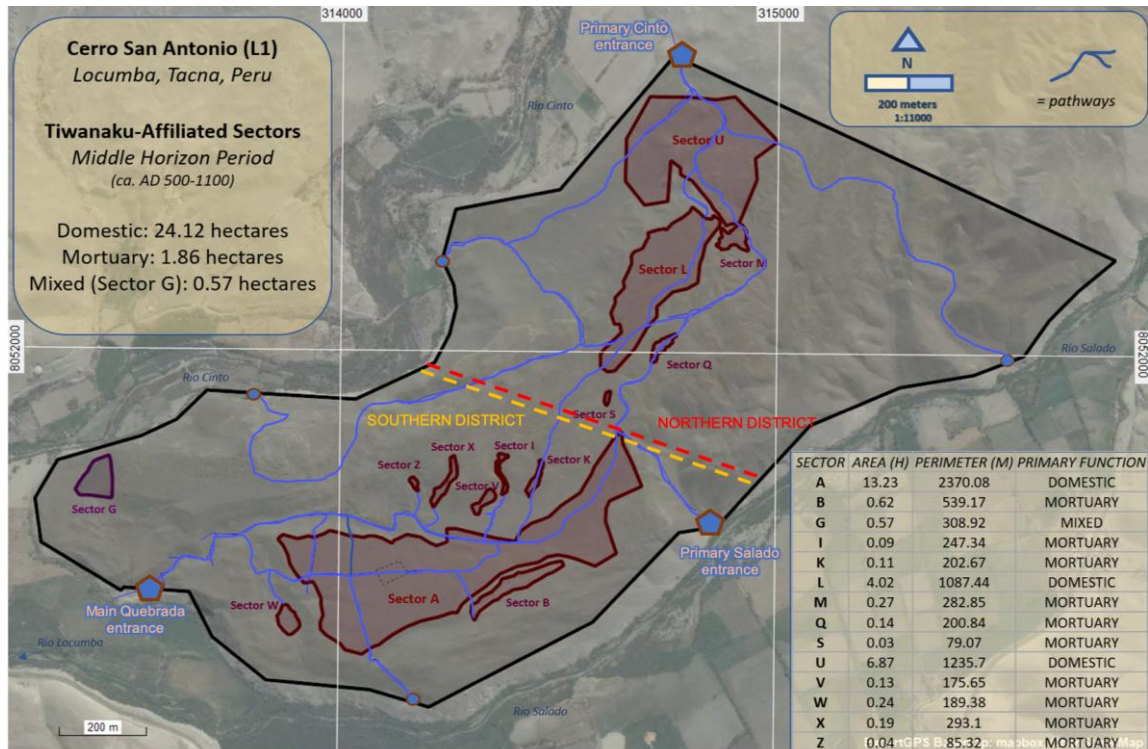 314000
315000
Cerro San Antonio (L1)
Locumba, Tacna, Peru
Tiwanaku-Affiliated Sectors
Middle Horizon Period
(ca. AD 500-1100)
Domestic: 24.12 hectares
Mortuary: 1.86 hectares
Mixed (Sector G): 0.57 hectares
Primary Cinto
entrance
N
200 meters
1:11000
= pathways
Rio Cinto
Sector U
Sector M
Sector L
8052000
8052000
Rio Salado
Rio Cinto
Sector Q
Sector S
SOUTHERN DISTRICT
NORTHERN DISTRICT
Sector X
Sector I
Sector Z
Sector K
Sector V
Sector G
Primary Salado
entrance
Sector A
Sector B
Sector W
Main Quebrada
entrance
Rio Locumba
Rio Salado
200 m
SECTOR AREA (H) PERIMETER (M) PRIMARY FUNCTION
A 13.23 2370.08 DOMESTIC
B 0.62 539.17 MORTUARY
G 0.57 308.92 MIXED
I 0.09 247.34 MORTUARY
K 0.11 202.67 MORTUARY
L 4.02 1087.44 DOMESTIC
M 0.27 282.85 MORTUARY
Q 0.14 200.84 MORTUARY
S 0.03 79.07 MORTUARY
U 6.87 1235.7 DOMESTIC
V 0.13 175.65 MORTUARY
W 0.24 189.38 MORTUARY
X 0.19 293.1 MORTUARY
Z 0.04 85.32 MORTUARY